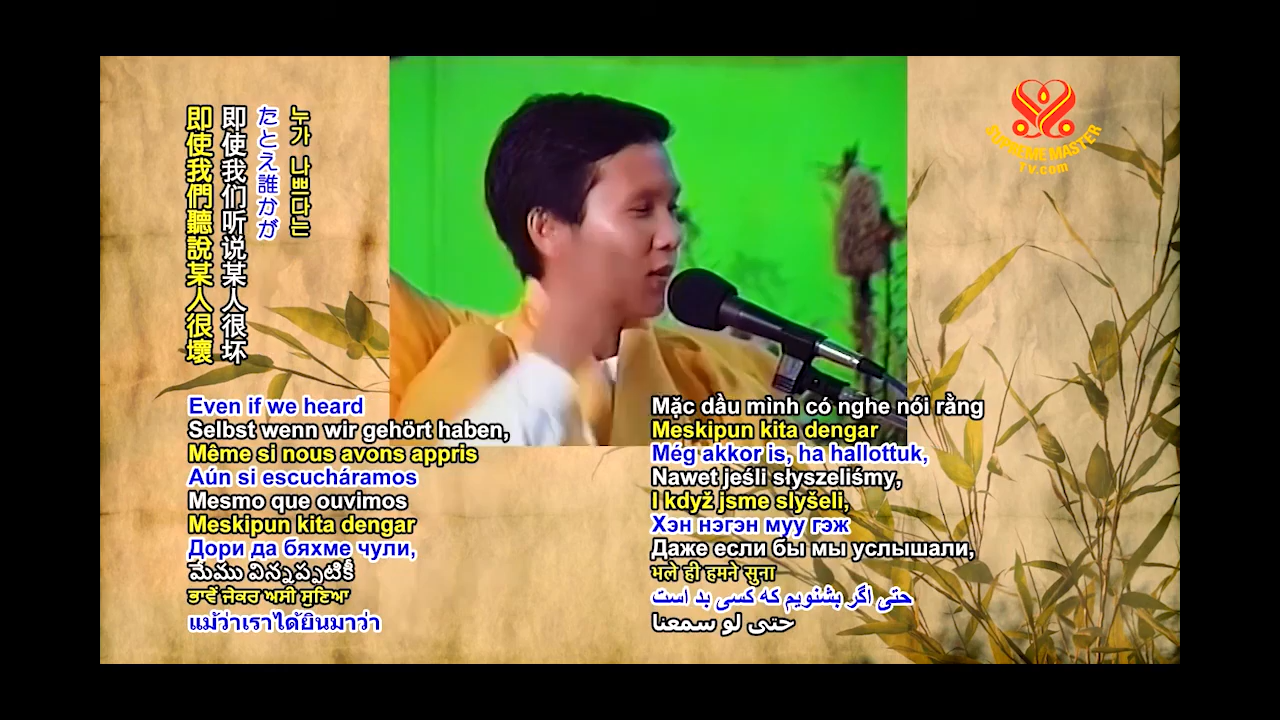 누가 나쁘다는
たとえ誰かが
即使我们听说某人很坏
即使我們聽說某人很壞
SUPREME MASTER
TV.com
Even if we heard
Selbst wenn wir gehört haben,
Même si nous avons appris
Aún si escucháramos
Mesmo que ouvimos
Meskipun kita dengar
Дори да бяхме чули,
మేము విన్నప్పటికీ
ਭਾਵੇਂ ਜੇਕਰ ਅਸੀ ਸੁਣਿਆ
แม้ว่าเราได้ยินมาว่า
Mặc dầu mình có nghe nói rằng
Meskipun kita dengar
Még akkor is, ha hallottuk,
Nawet jeśli słyszeliśmy,
I když jsme slyšeli,
Хэн нэгэн муу гэж
Даже если бы мы услышали,
भले ही हमने सुना
حتی اگر بشنویم که کسی بد است
حتى لو سمعنا